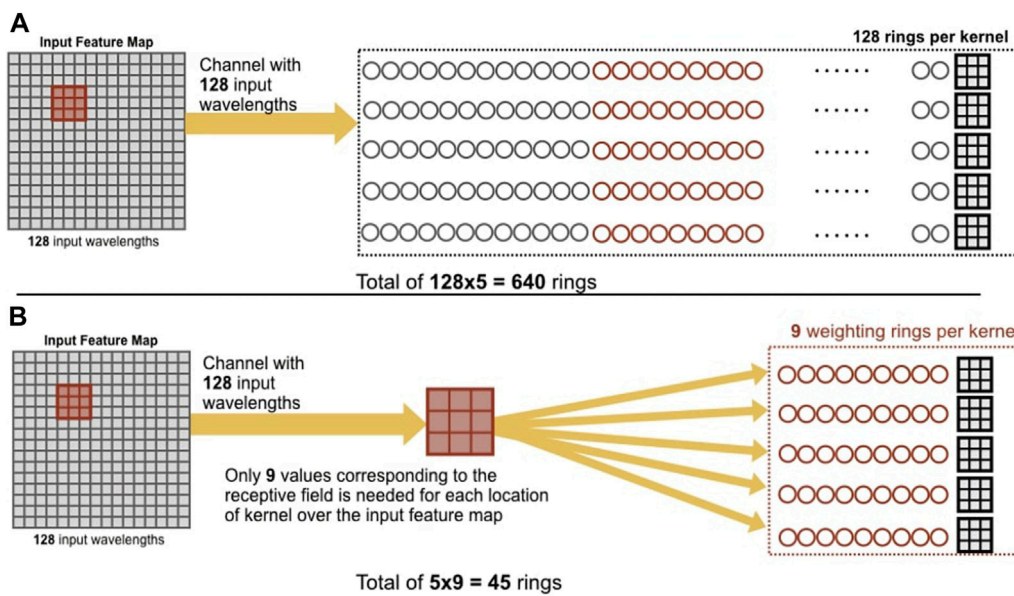 A
Input Feature Map
128 rings per kernel
Channel with
128 input
wavelengths
128 input wavelengths
Total of 128x5 = 640 rings
B
Input Feature Map
9 weighting rings per kerne
Channel with
128 input
wavelengths
Only 9 values corresponding to the
receptive field is needed for each location
of kernel over the input feature map
128 input wavelengths
Total of 5x9 = 45 rings